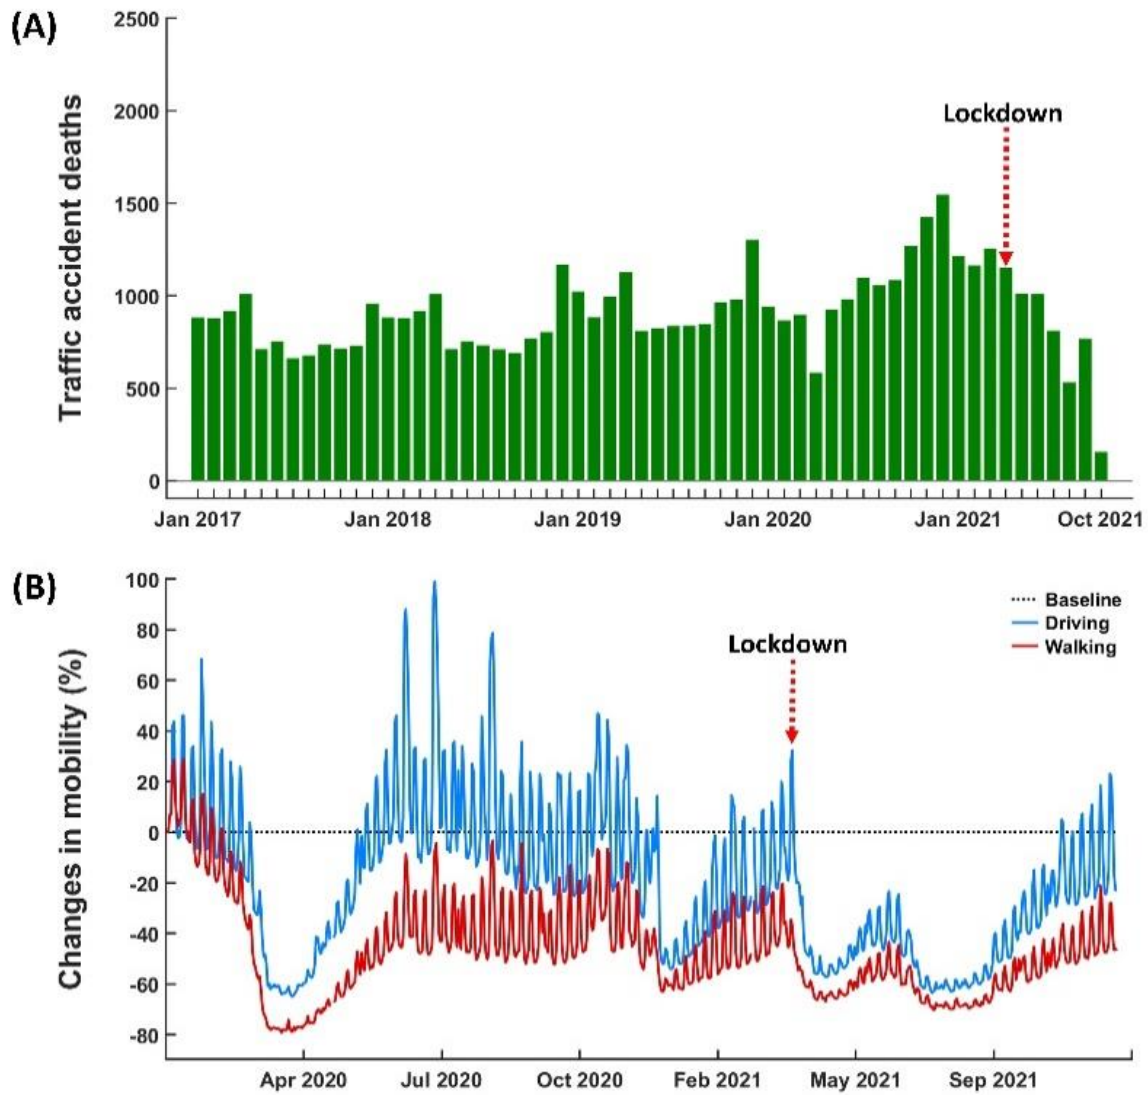 (A)
Traffic accident deaths
2500
2000
1500
1000
500
0
Lockdown
Jan 2017 Jan 2018 Jan 2019 Jan 2020 Jan 2021 Oct 2021
(B)
Changes in mobility (%)
100
80
60
40
20
0
-20
-40
-60
-80
Baseline
Driving
Walking
Lockdown
Apr 2020 Jul 2020 Oct 2020 Feb 2021 May 2021 Sep 2021